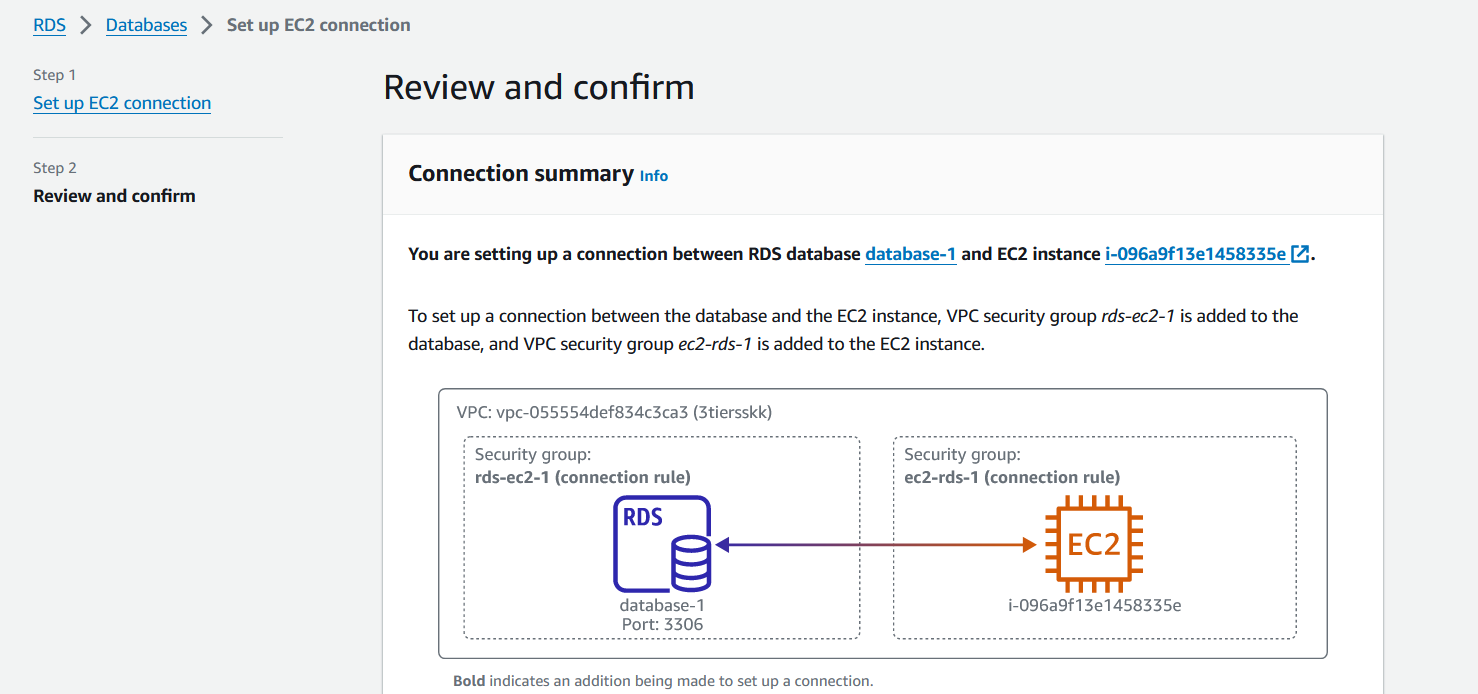 RDS > Databases > Set up EC2 connection
Step 1
Set up EC2 connection
Step 2
Review and confirm
Review and confirm
Connection summary Info
You are setting up a connection between RDS database database-1 and EC2 instance i-096a9f13e1458335e.
To set up a connection between the database and the EC2 instance, VPC security group rds-ec2-1 is added to the
database, and VPC security group ec2-rds-1 is added to the EC2 instance.
VPC: vpc-055554def834c3ca3 (3tiersskk)
Security group:
rds-ec2-1 (connection rule)
RDS
database-1
Port: 3306
Security group:
ec2-rds-1 (connection rule)
EC2
i-096a9f13e1458335e
Bold indicates an addition being made to set up a connection.